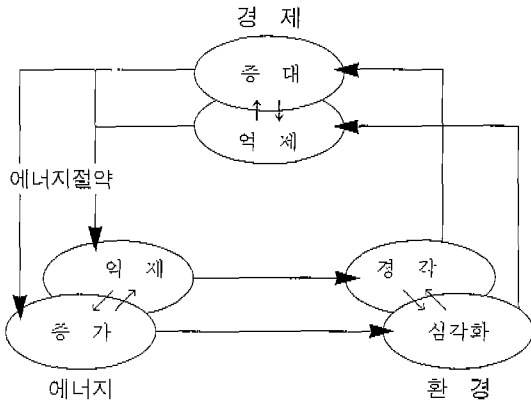 경 제
증 대
억 제
에너지절약
억 제
경 각
증 가
심각화
에너지
환 경